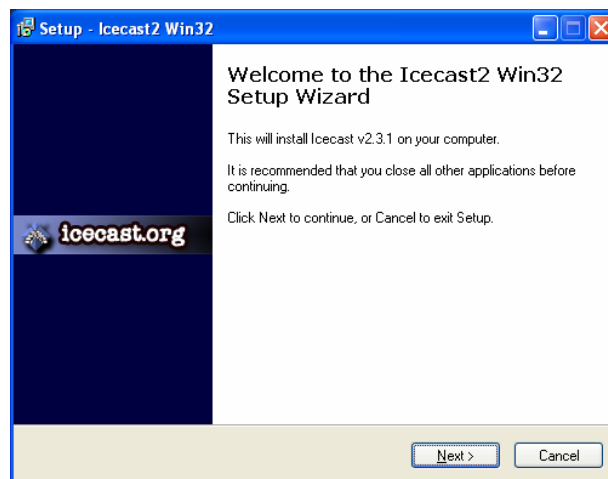 Setup - Icecast2 Win32
Welcome to the Icecast2 Win32
Setup Wizard
This will install Icecast v2.3.1 on your computer.
It is recommended that you close all other applications before
continuing.
Click Next to continue, or Cancel to exit Setup.
icecast.org
Next >
Cancel